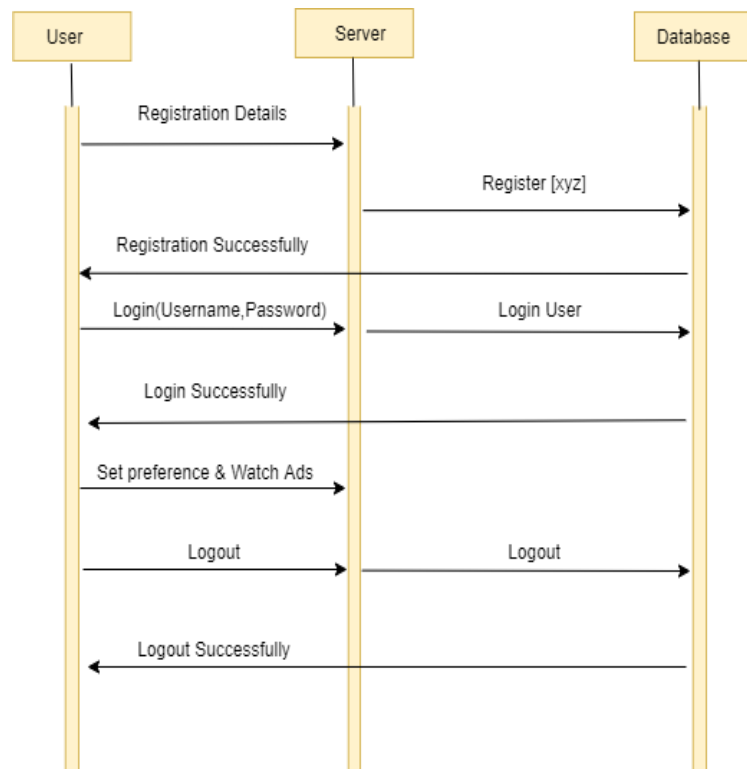 User
Server
Database
Registration Details
Register [xyz]
Registration Successfully
Login(Username,Password)
Login User
Login Successfully
Set preference & Watch Ads
Logout
Logout
Logout Successfully